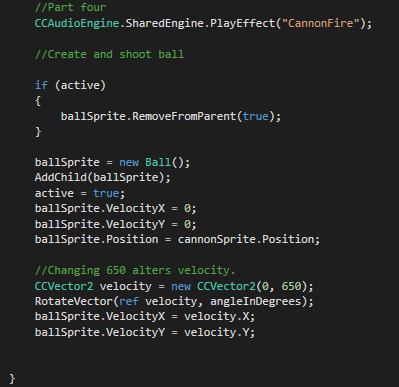 //Part four
CCAudioEngine.SharedEngine.PlayEffect("CannonFire");
//Create and shoot ball
if (active)
{
ballSprite.RemoveFromParent(true);
}
ballSprite = new Ball();
AddChild(ballSprite);
active = true;
ballSprite.VelocityX = 0;
ballSprite.VelocityY = 0;
ballSprite.Position = cannonSprite.Position;
//Changing 650 alters velocity.
CCVector2 velocity = new CCVector2(0, 650);
RotateVector(ref velocity, angleInDegrees);
ballSprite.VelocityX = velocity.X;
ballSprite.VelocityY = velocity.Y;
}